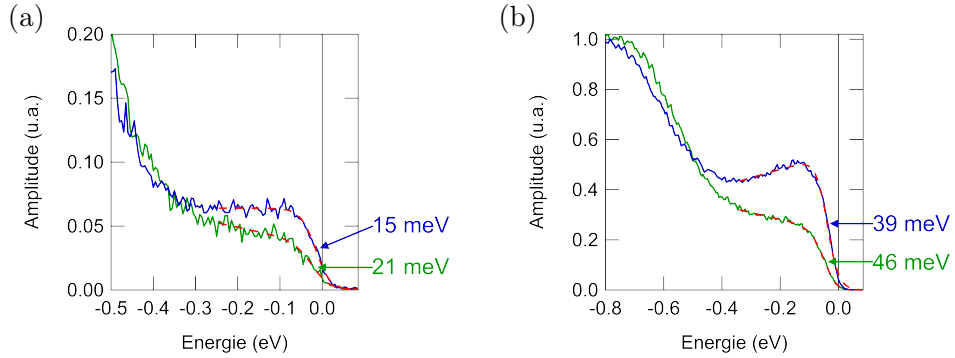 (a)
0.20
0.15
0.10
0.05
0.00
Amplitude (u.a.)
-0.5 -0.4 -0.3 -0.2 -0.1 0.0
Energie (eV)
15 meV
21 meV
(b)
1.0
0.8
0.6
0.4
0.2
0.0
Amplitude (u.a.)
-0.8 -0.6 -0.4 -0.2 0.0
Energie (eV)
39 meV
46 meV